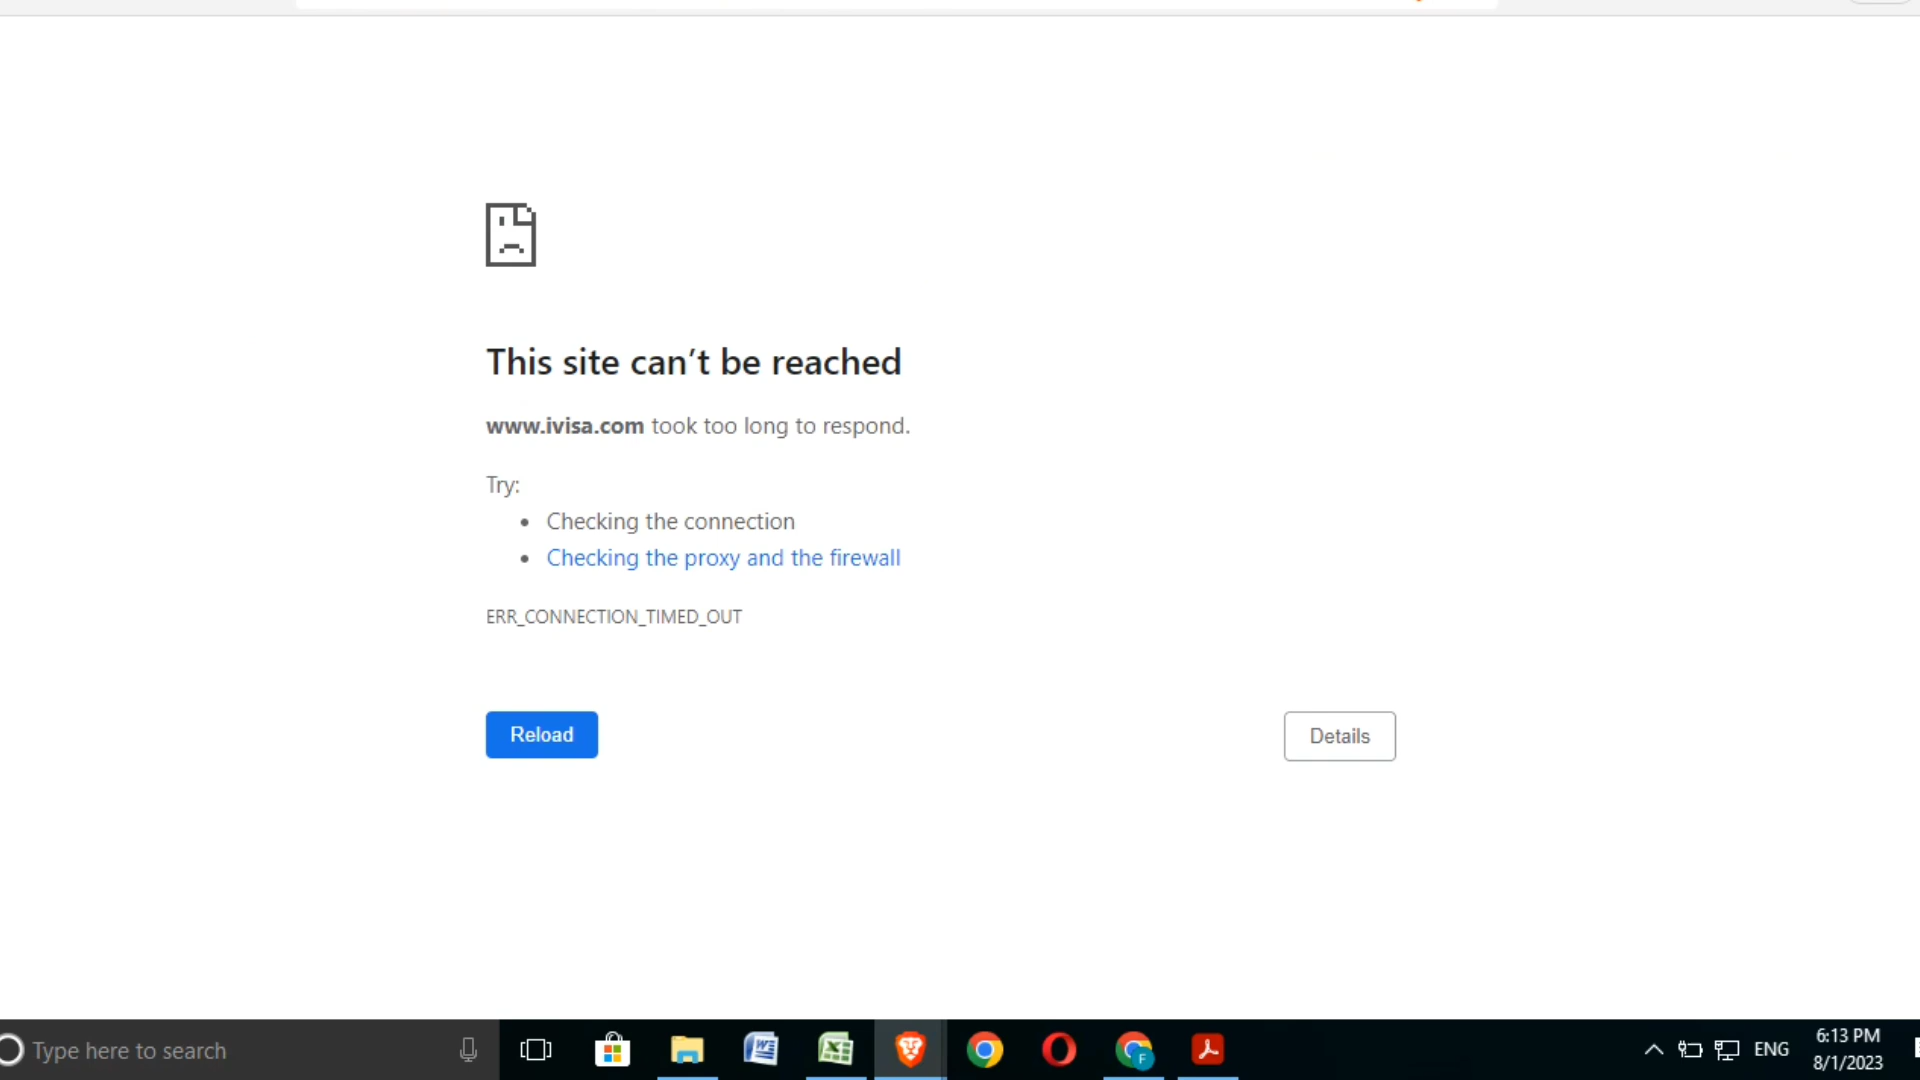 This site can’t be reached
www.ivisa.com took too long to respond.
Try:
Checking the connection
Checking the proxy and the firewall
ERR_CONNECTION_TIMED_OUT
Reload
Details
Type here to search
W
X
F
ENG
6:13 PM
8/1/2023